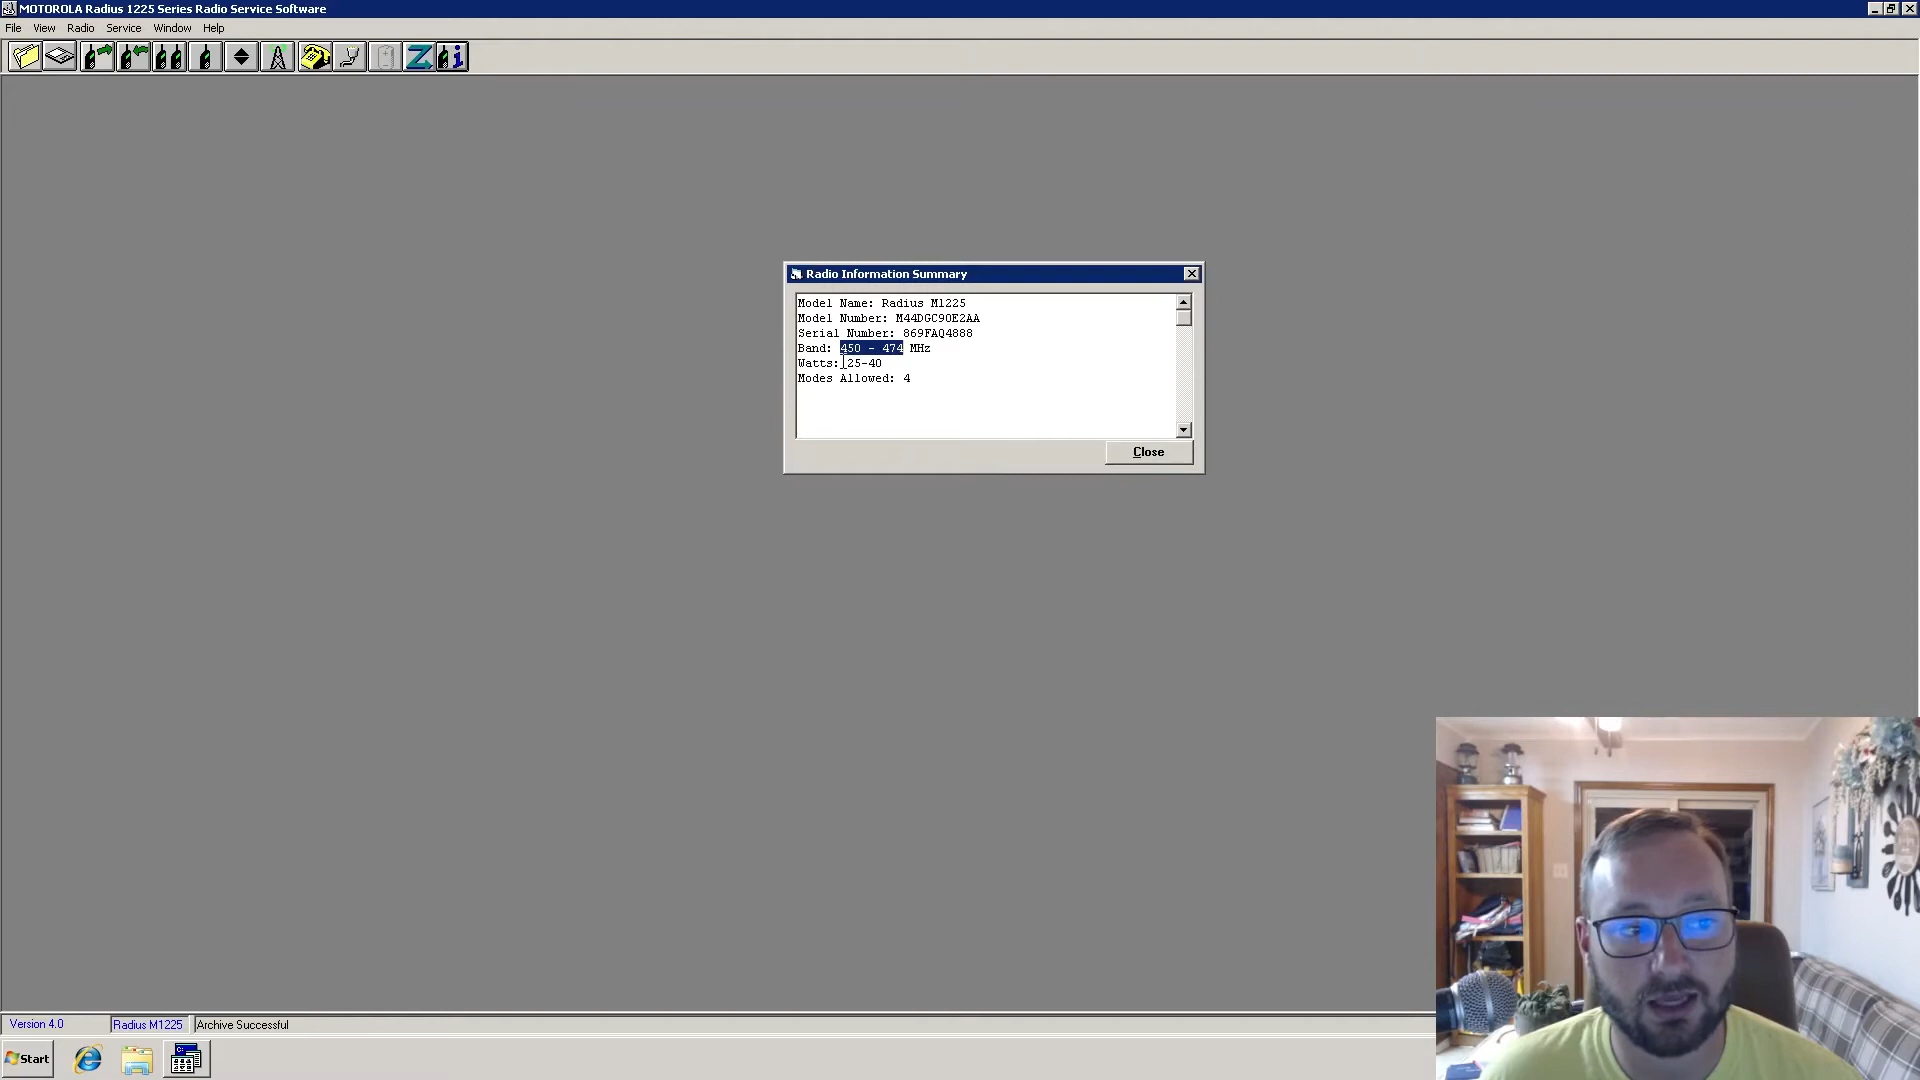 MOTOROLA Radius 1225 Series Radio Service Software
File View Radio Service Window Help
Radio Information Summary
Model Name: Radius M1225
Model Number: M44DGC90E2AA
Serial Number: 869FAQ4888
Band: 450 - 474 MHz
Watts: 25-40
Modes Allowed: 4
Close
Version 4.0 Radius M1225 Archive Successful
Start